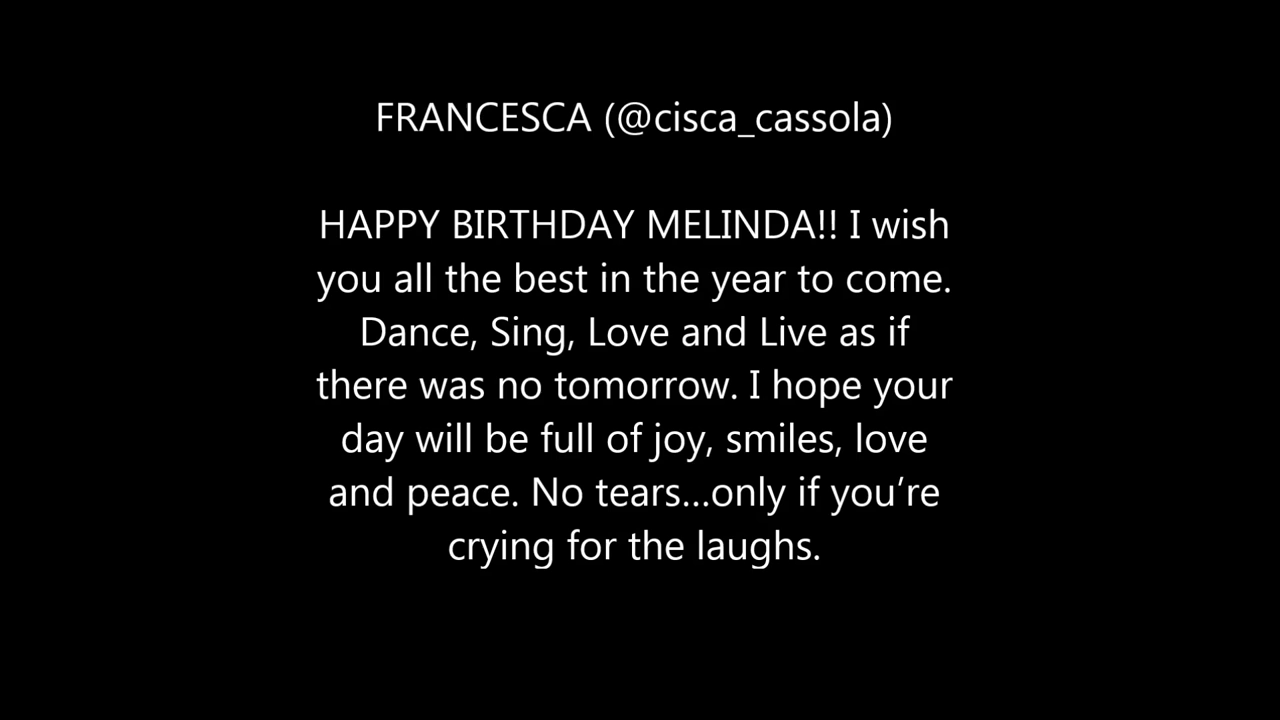 FRANCESCA (@cisca_cassola)
HAPPY BIRTHDAY MELINDA!! I wish
you all the best in the year to come.
Dance, Sing, Love and Live as if
there was no tomorrow. I hope your
day will be full of joy, smiles, love
and peace. No tears...only if you’re
crying for the laughs.